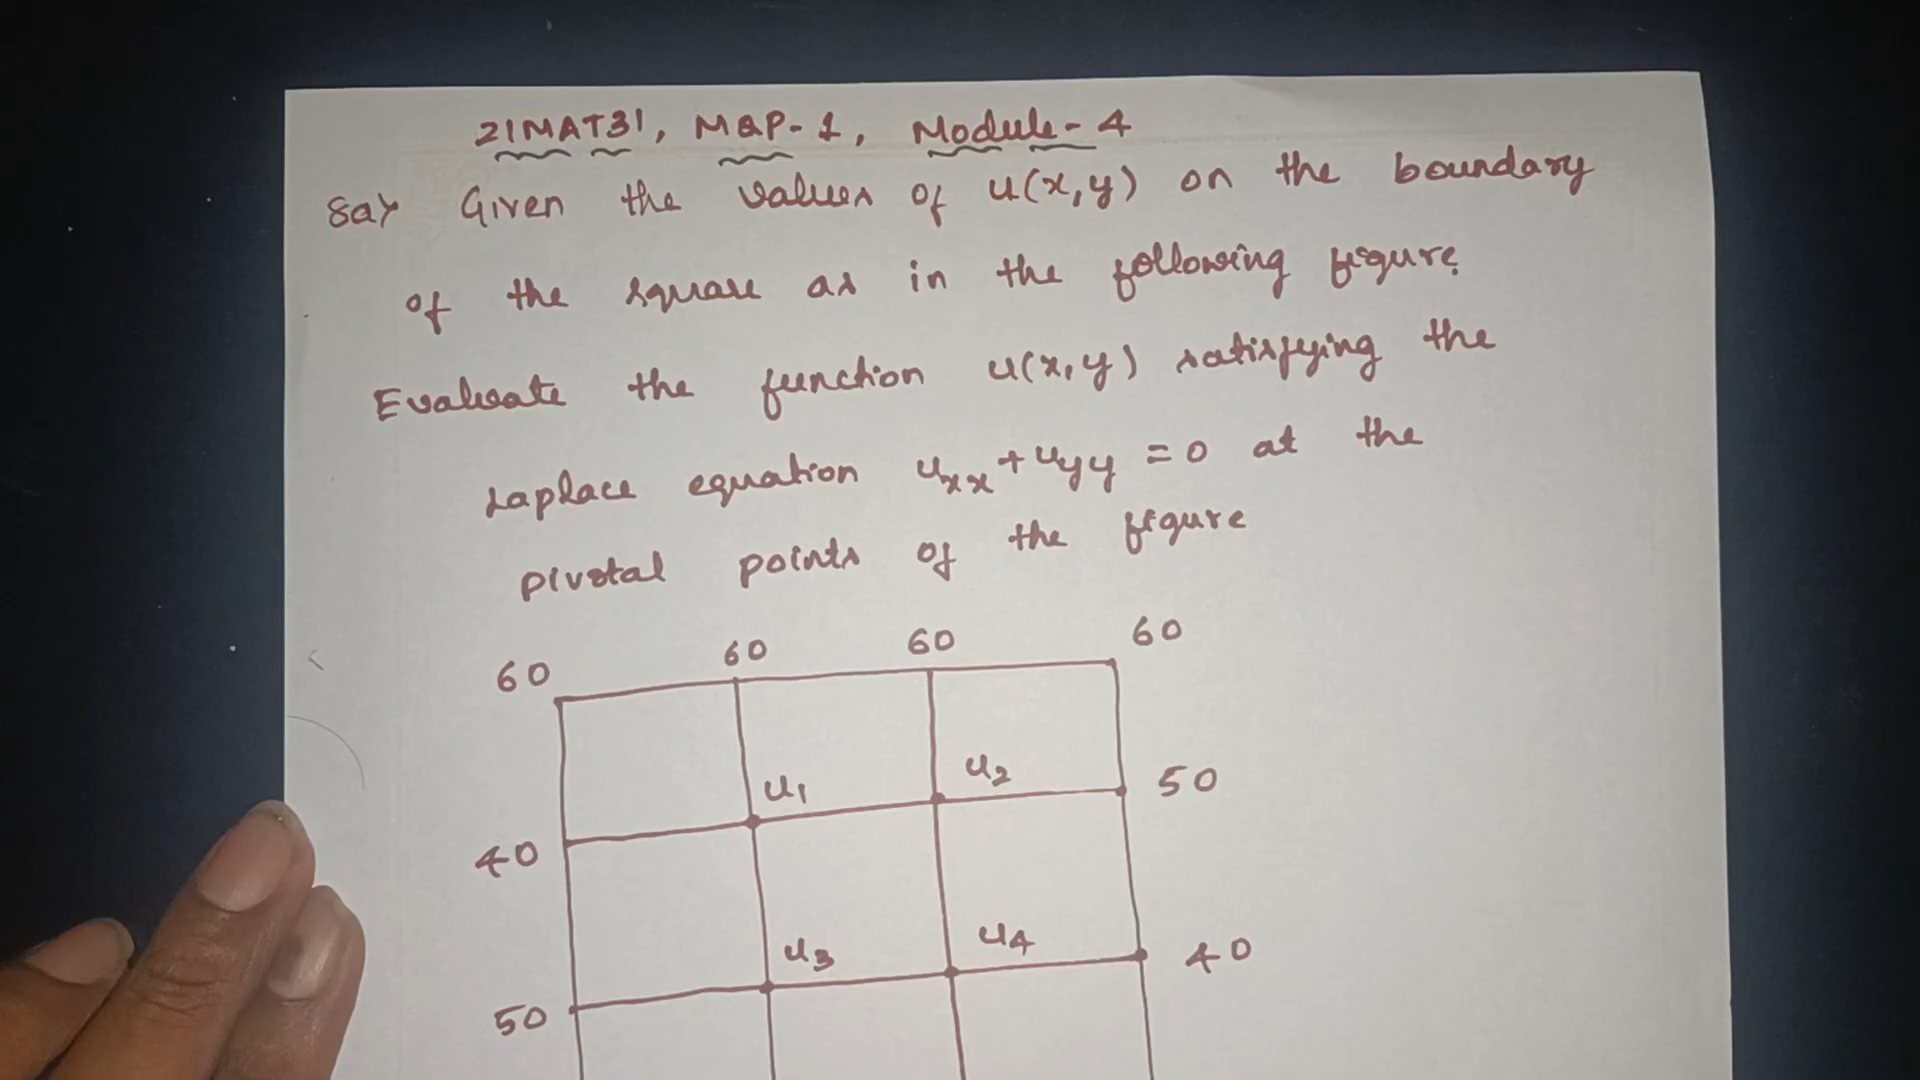 21MAT31, MQP-1, Module-4
8a) Given the values of u(x,y) on the boundary
of the square as in the following figure.
Evaluate the function u(x,y) satisfying the
Laplace equation uxx + uyy = 0 at the
pivotal points of the figure
60 60 60 60
u1 u2 50
40
u3 u4 40
50